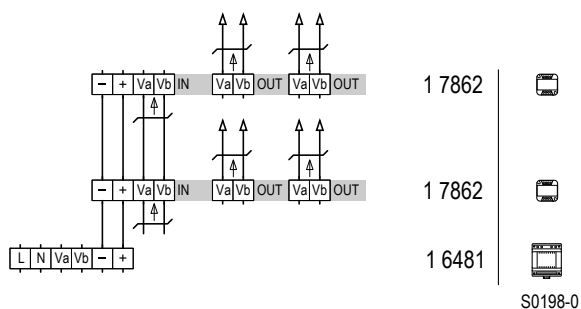 – + Va Vb IN Va Vb OUT Va Vb OUT 1 7862
– + Va Vb IN Va Vb OUT Va Vb OUT 1 7862
L N Va Vb – + 1 6481
S0198-0